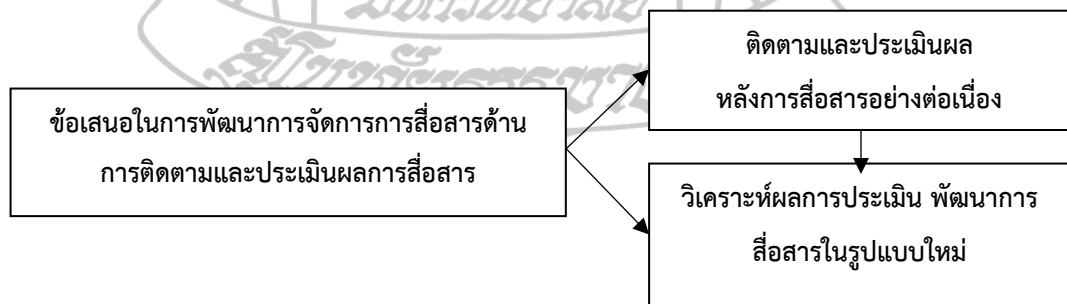 ติดตามและประเมินผล
หลังการสื่อสารอย่างต่อเนื่อง
ข้อเสนอในการพัฒนาการจัดการการสื่อสารด้าน
การติดตามและประเมินผลการสื่อสาร
วิเคราะห์ผลการประเมิน พัฒนาการ
สื่อสารในรูปแบบใหม่